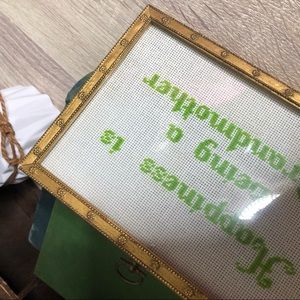 Happiness is
being a
Grandmother